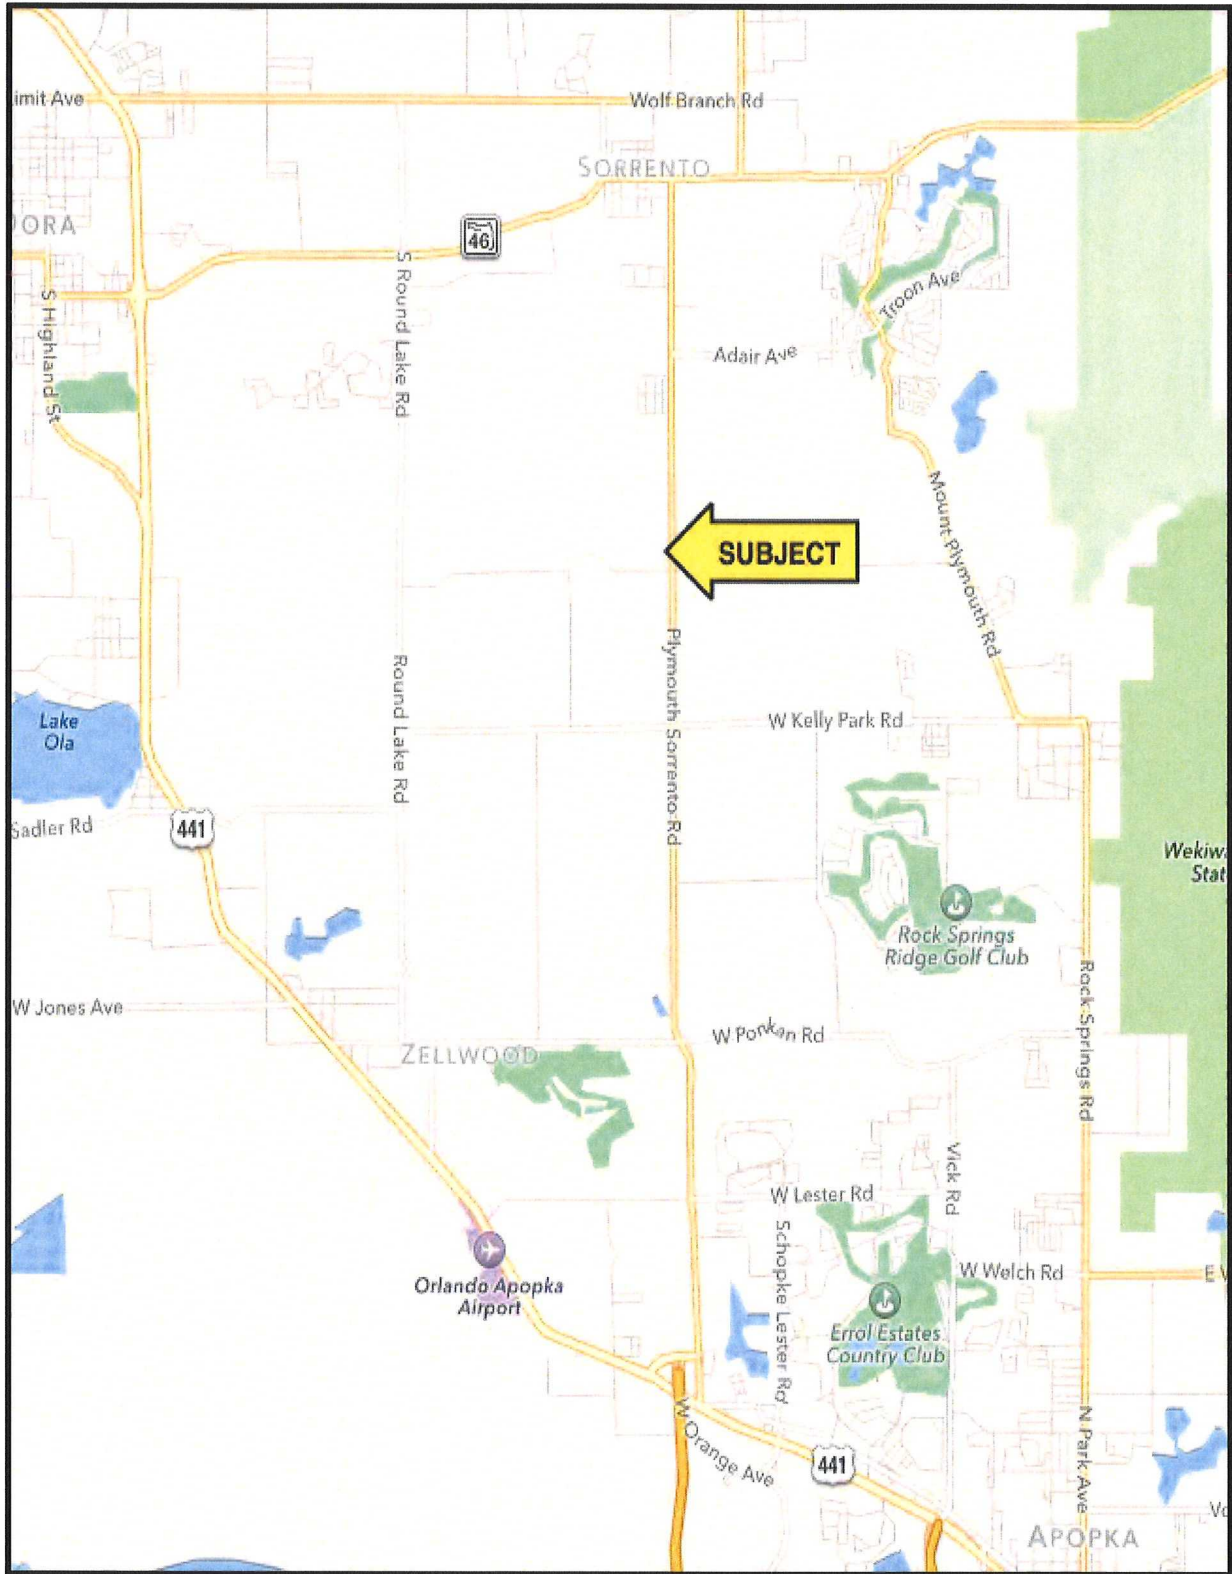 imit Ave
Wolf Branch Rd
SORRENTO
ORA
46
S Round Lake Rd
Troon Ave
S Highland St
Adair Ave
Mount Plymouth Rd
SUBJECT
Plymouth Sorrento Rd
Round Lake Rd
Lake
Ola
W Kelly Park Rd
441
Sadler Rd
Wekiw
Stat
Rock Springs
Ridge Golf Club
Rock Springs Rd
W Jones Ave
W Ponkan Rd
ZELLWOOD
Vick Rd
W Lester Rd
Schopke Lester Rd
W Welch Rd
E
Orlando Apopka
Airport
Errol Estates
Country Club
W Orange Ave
N Park Ave
441
Vo
APOPKA